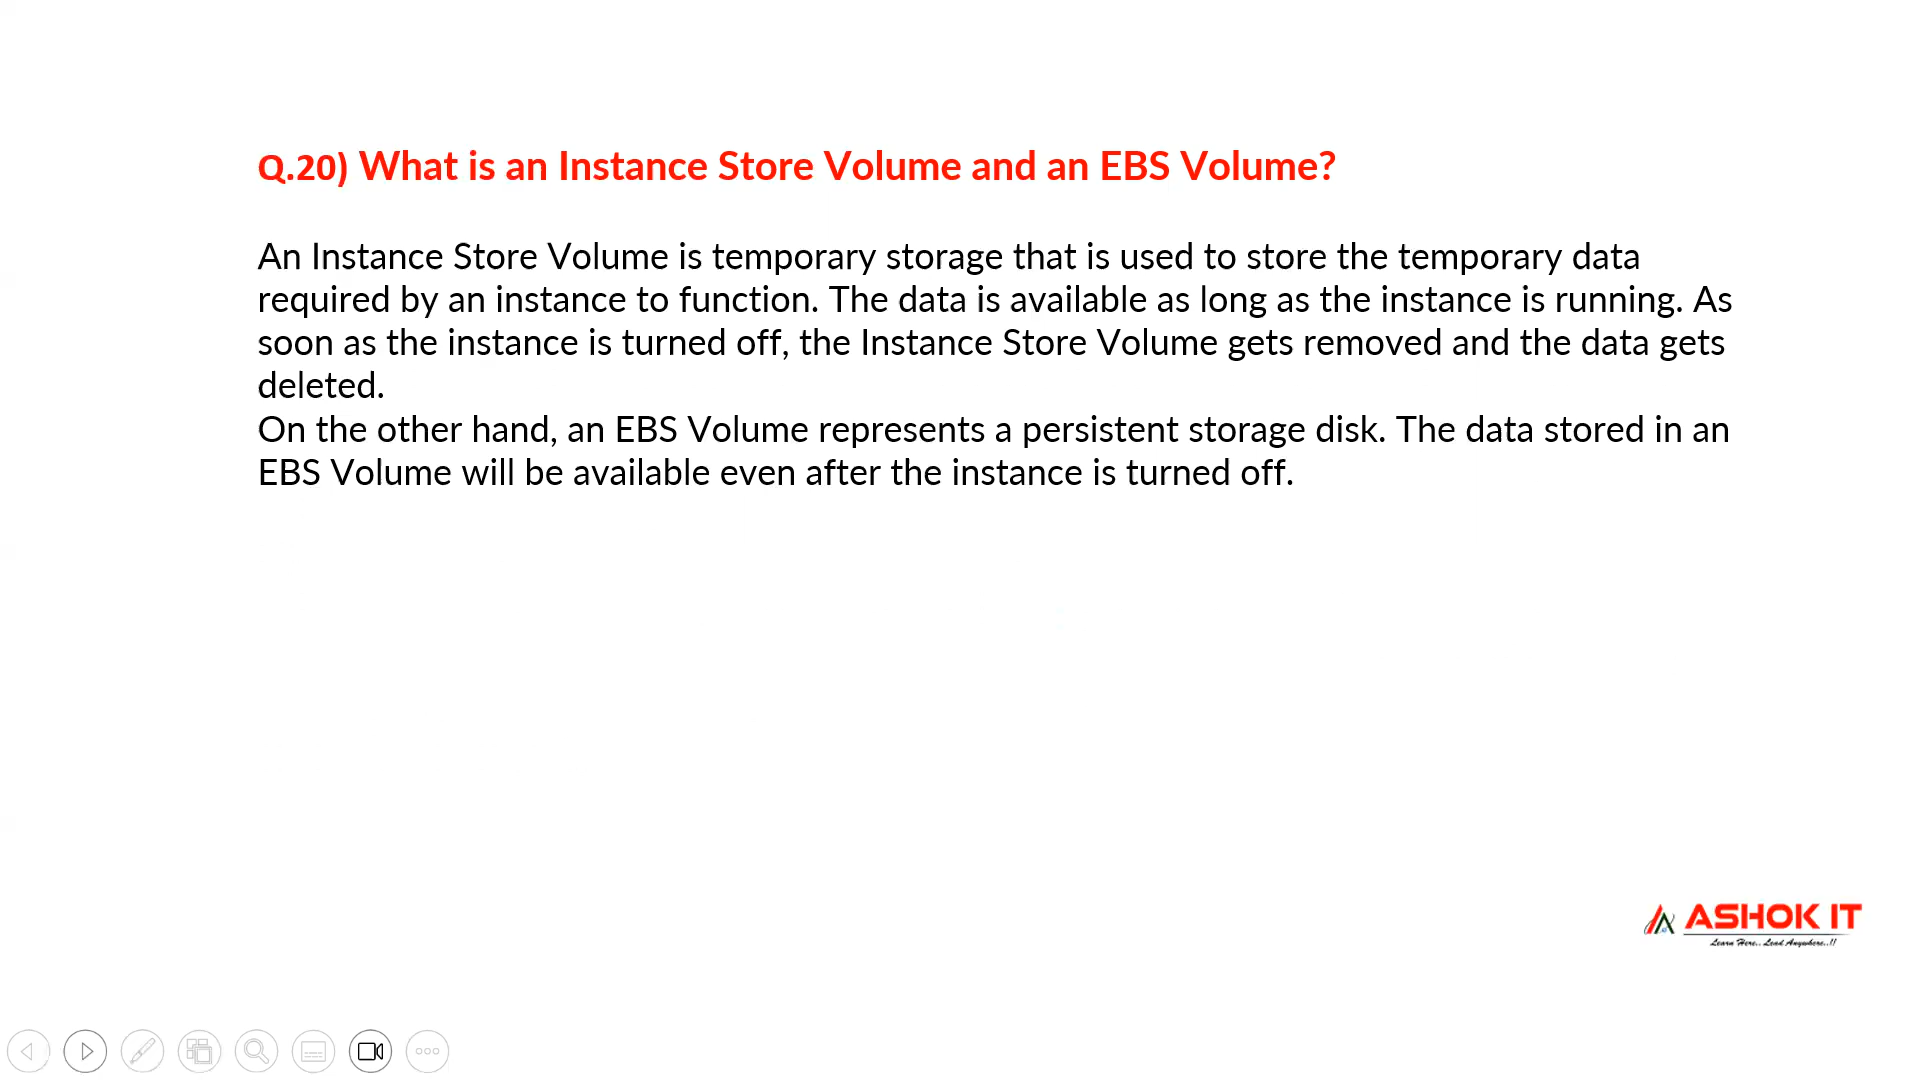 Q.20) What is an Instance Store Volume and an EBS Volume?
An Instance Store Volume is temporary storage that is used to store the temporary data
required by an instance to function. The data is available as long as the instance is running. As
soon as the instance is turned off, the Instance Store Volume gets removed and the data gets
deleted.
On the other hand, an EBS Volume represents a persistent storage disk. The data stored in an
EBS Volume will be available even after the instance is turned off.
ASHOK IT
Learn Here.. Lead Anywhere..!!